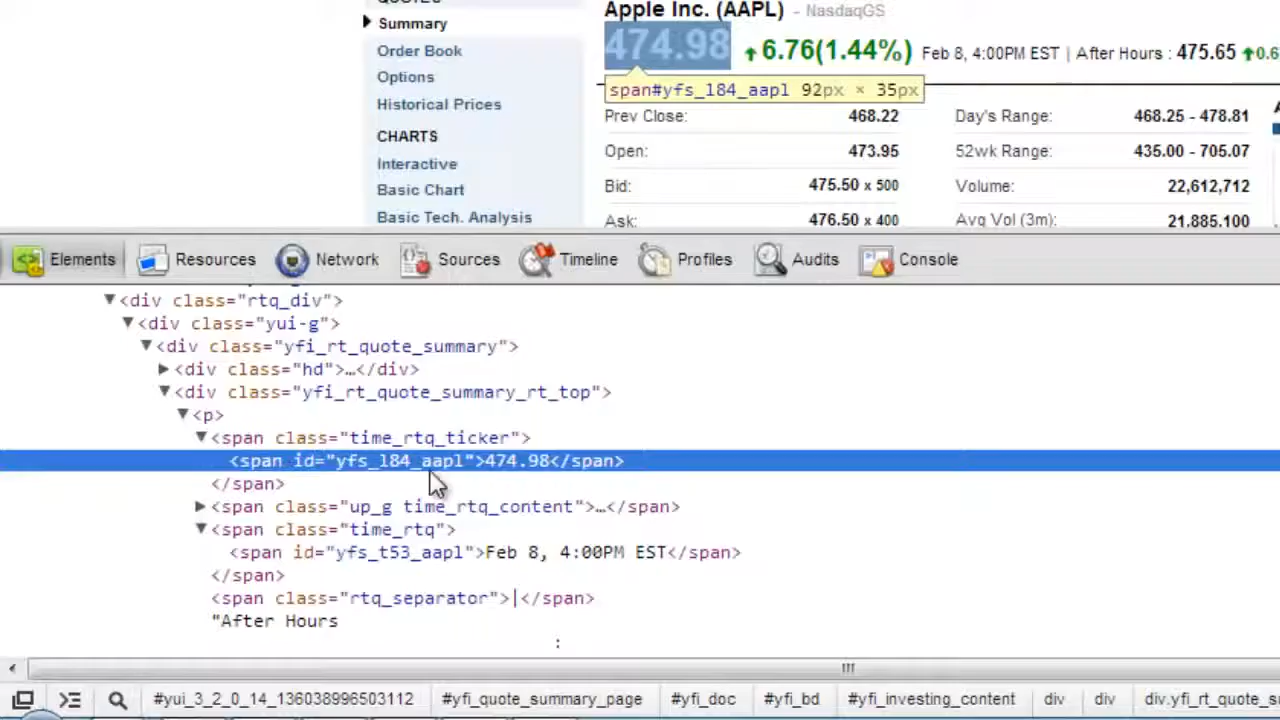 QUOTES
Summary
Order Book
Options
Historical Prices
CHARTS
Interactive
Basic Chart
Basic Tech. Analysis
Apple Inc. (AAPL) - NasdaqGS
474.98 6.76(1.44%) Feb 8, 4:00PM EST | After Hours : 475.65 0.6
span#yfs_l84_aapl 92px × 35px
Prev Close: 468.22 Day's Range: 468.25 - 478.81
Open: 473.95 52wk Range: 435.00 - 705.07
Bid: 475.50 x 500 Volume: 22,612,712
Ask: 476.50 x 400 Avg Vol (3m): 21,885,100
Elements Resources Network Sources Timeline Profiles Audits Console
▼<div class="rtq_div">
▼<div class="yui-g">
▼<div class="yfi_rt_quote_summary">
▶<div class="hd">…</div>
▼<div class="yfi_rt_quote_summary_rt_top">
▼<p>
▼<span class="time_rtq_ticker">
<span id="yfs_l84_aapl">474.98</span>
</span>
▶<span class="up_g time_rtq_content">…</span>
▼<span class="time_rtq">
<span id="yfs_t53_aapl">Feb 8, 4:00PM EST</span>
</span>
<span class="rtq_separator">|</span>
"After Hours
:
#yui_3_2_0_14_136038996503112 #yfi_quote_summary_page #yfi_doc #yfi_bd #yfi_investing_content div div div.yfi_rt_quote_s